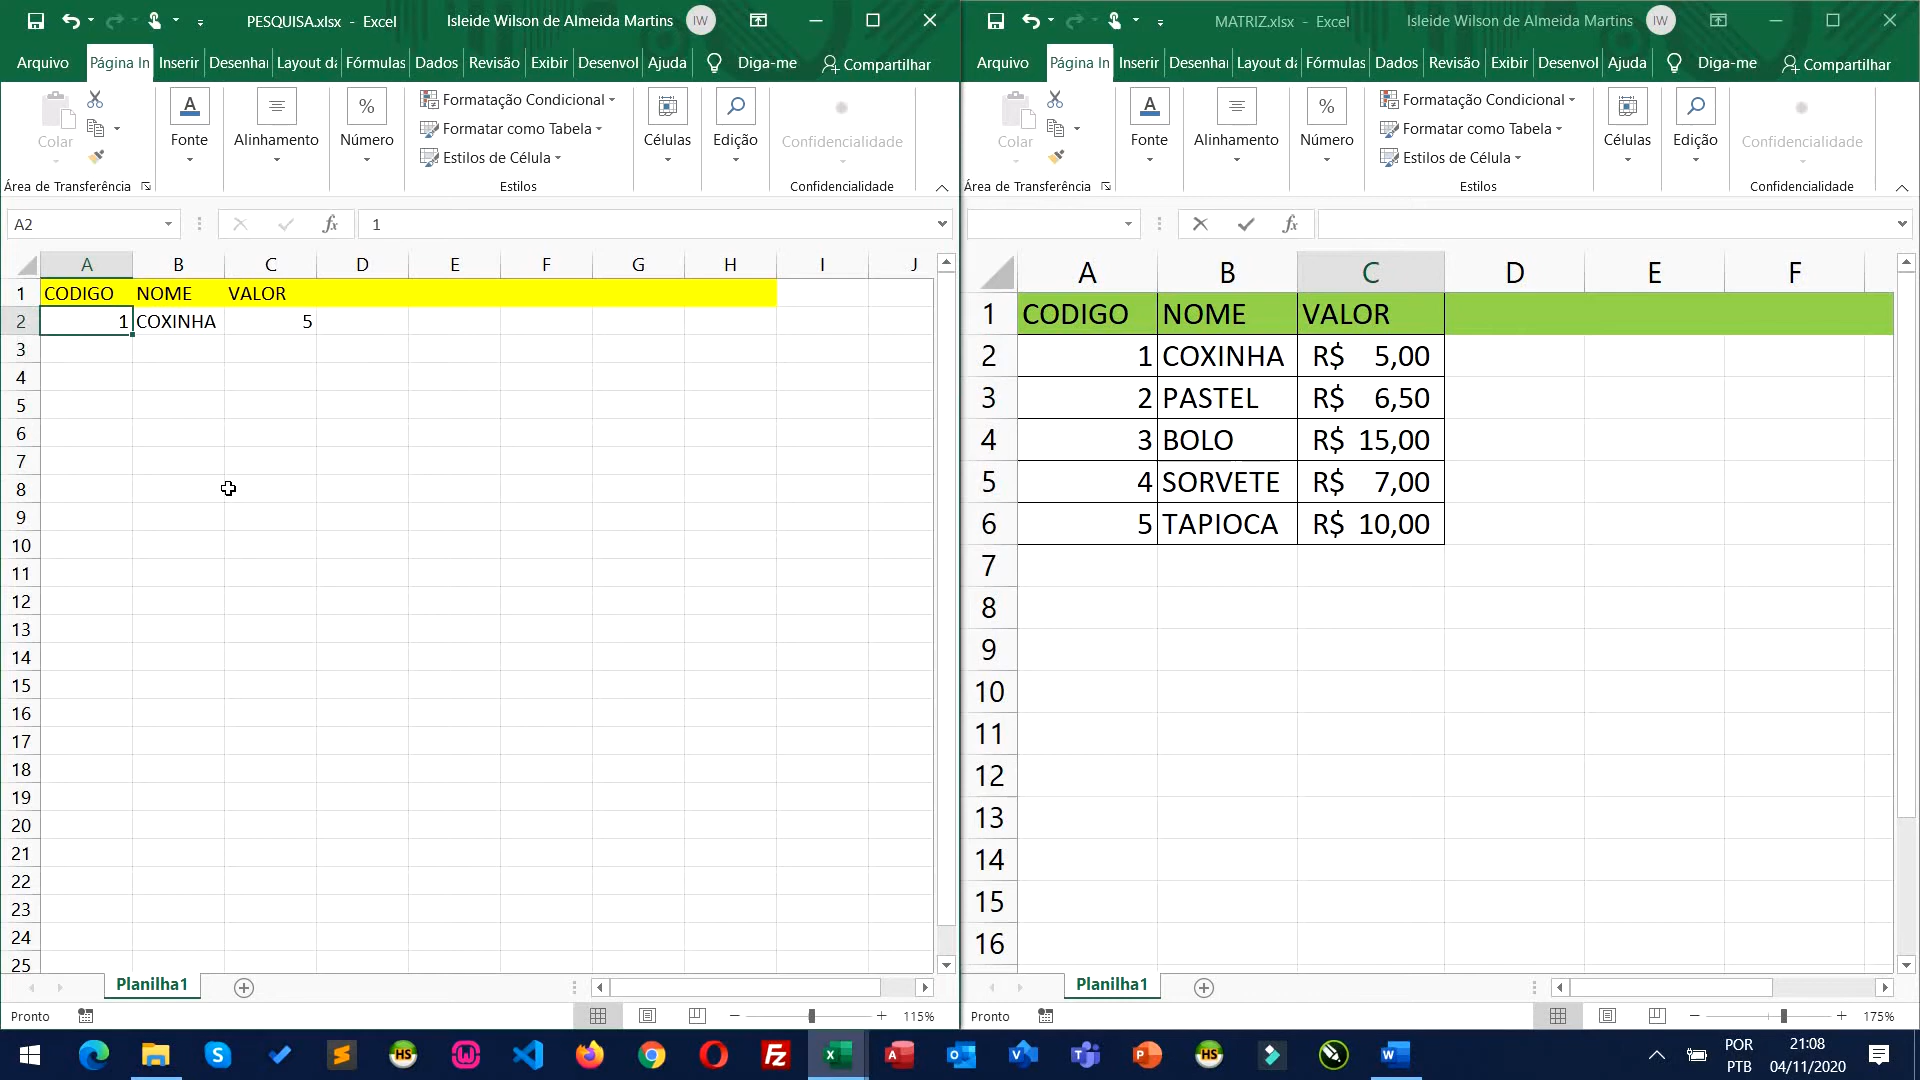 PESQUISA.xlsx - Excel
Isleide Wilson de Almeida Martins
IW
Arquivo Página In Inserir Desenhar Layout da Fórmulas Dados Revisão Exibir Desenvol Ajuda Diga-me Compartilhar
Colar
Fonte
Alinhamento
%
Número
Formatação Condicional
Formatar como Tabela
Estilos de Célula
Células
Edição
Confidencialidade
Área de Transferência
Estilos
Confidencialidade
A2
fx
1
A B C D E F G H I J
1 CODIGO NOME VALOR
2 1 COXINHA 5
3
4
5
6
7
8
9
10
11
12
13
14
15
16
17
18
19
20
21
22
23
24
25
Planilha1
Pronto
115%
MATRIZ.xlsx - Excel
Isleide Wilson de Almeida Martins
IW
Arquivo Página In Inserir Desenhar Layout da Fórmulas Dados Revisão Exibir Desenvol Ajuda Diga-me Compartilhar
Colar
Fonte
Alinhamento
%
Número
Formatação Condicional
Formatar como Tabela
Estilos de Célula
Células
Edição
Confidencialidade
Área de Transferência
Estilos
Confidencialidade
fx
A B C D E F
1 CODIGO NOME VALOR
2 1 COXINHA R$ 5,00
3 2 PASTEL R$ 6,50
4 3 BOLO R$ 15,00
5 4 SORVETE R$ 7,00
6 5 TAPIOCA R$ 10,00
7
8
9
10
11
12
13
14
15
16
Planilha1
Pronto
175%
HS
HS
POR
PTB
21:08
04/11/2020